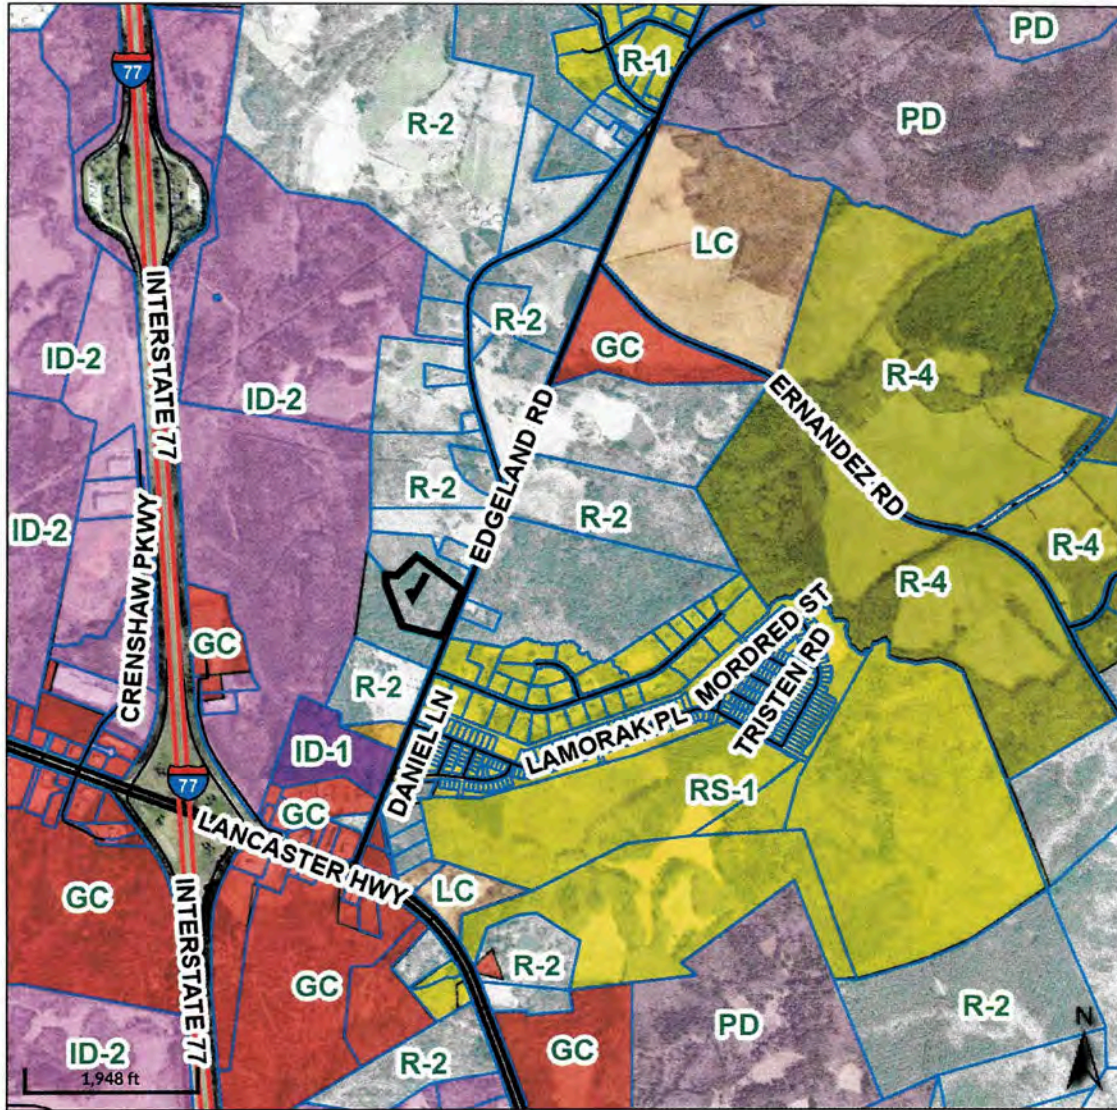 PD
R-1
77
R-2
PD
LC
INTERSTATE 77
R-2
GC
ID-2
ID-2
R-4
ERNANDEZ RD
EDGELAND RD
R-2
R-2
ID-2
CRENSHAW PKWY
R-4
R-4
GC
MORDRED ST
TRISTEN RD
R-2
DANIEL LN
LAMORAK PL
ID-1
RS-1
77
GC
LANCASTER HWY
LC
GC
INTERSTATE 77
GC
R-2
R-2
PD
N
ID-2
R-2
GC
1,948 ft